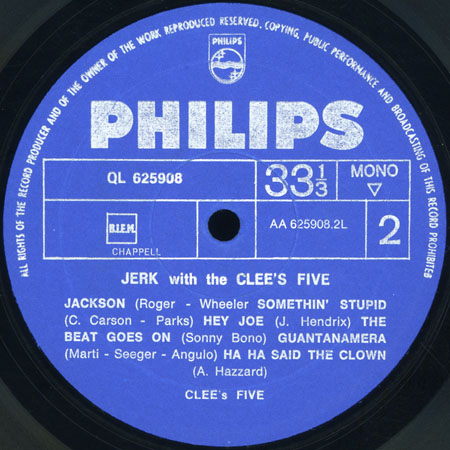 ALL RIGHTS OF THE RECORD PRODUCER AND OF THE OWNER OF THE WORK REPRODUCED RESERVED. COPYING, PUBLIC PERFORMANCE AND BROADCASTING OF THIS RECORD PROHIBITED
PHILIPS
PHILIPS
QL 625908
33 1/3
MONO
B.I.E.M.
CHAPPELL
AA 625908.2L
2
JERK with the CLEE'S FIVE
JACKSON (Roger - Wheeler SOMETHIN' STUPID
(C. Carson - Parks) HEY JOE (J. Hendrix) THE
BEAT GOES ON (Sonny Bono) GUANTANAMERA
(Marti - Seeger - Angulo) HA HA SAID THE CLOWN
(A. Hazzard)
CLEE's FIVE